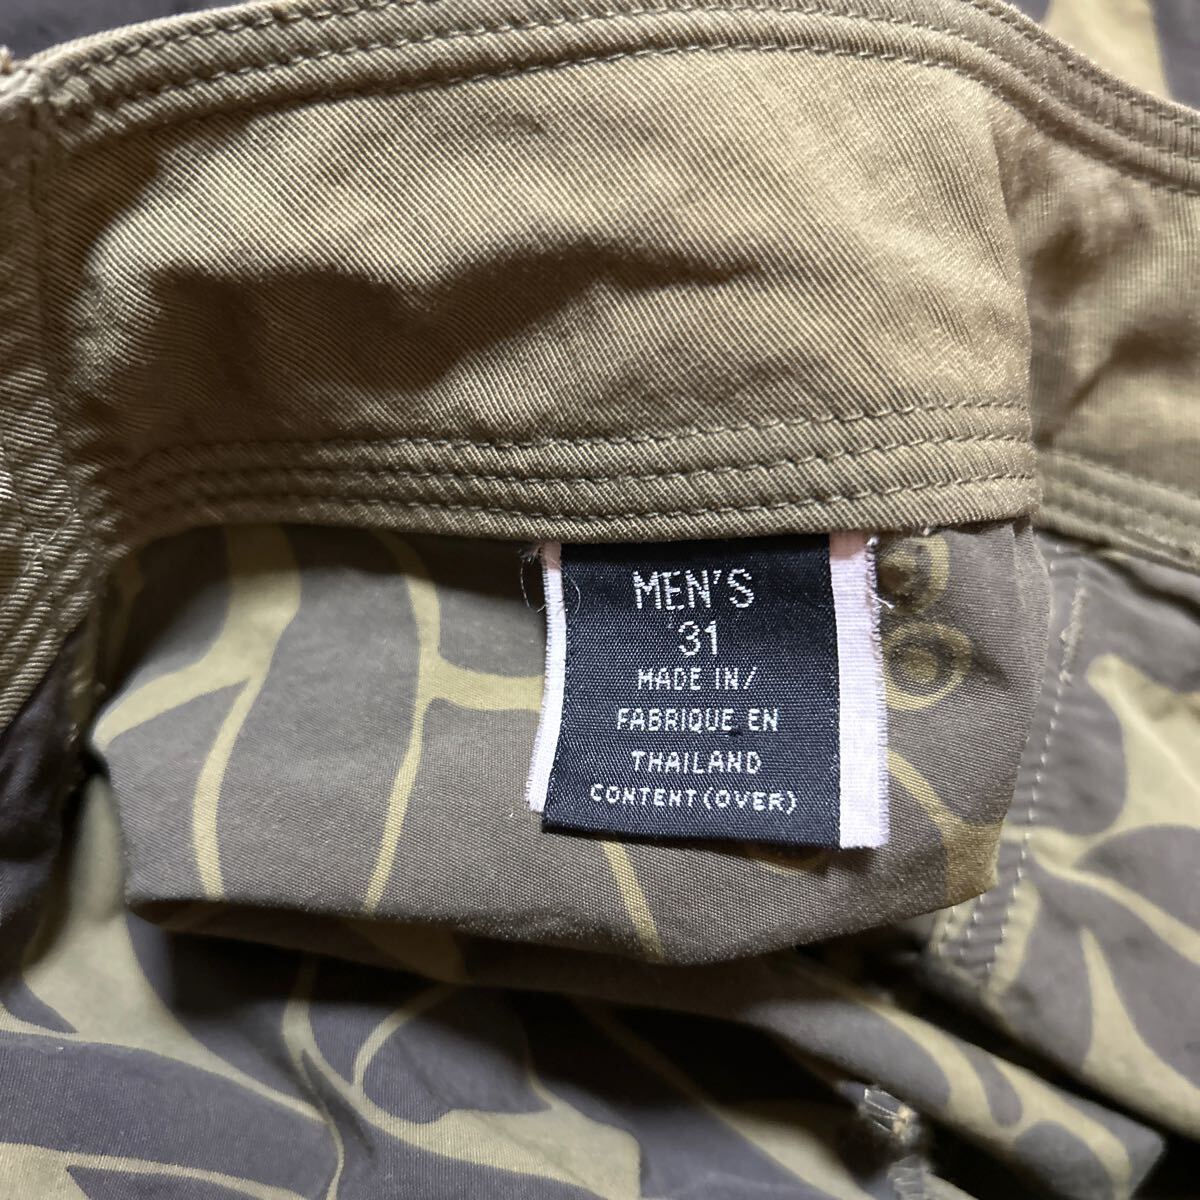 MEN'S
31
MADE IN/
FABRIQUE EN
THAILAND
CONTENT (OVER)